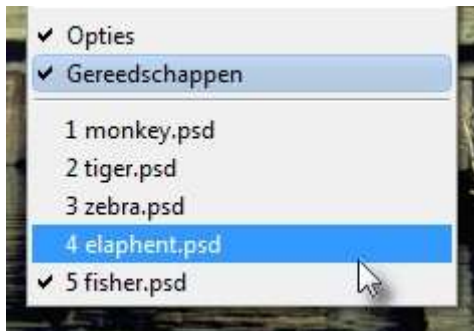 Opties
Gereedschappen
1 monkey.psd
2 tiger.psd
3 zebra.psd
4 elaphent.psd
5 fisher.psd